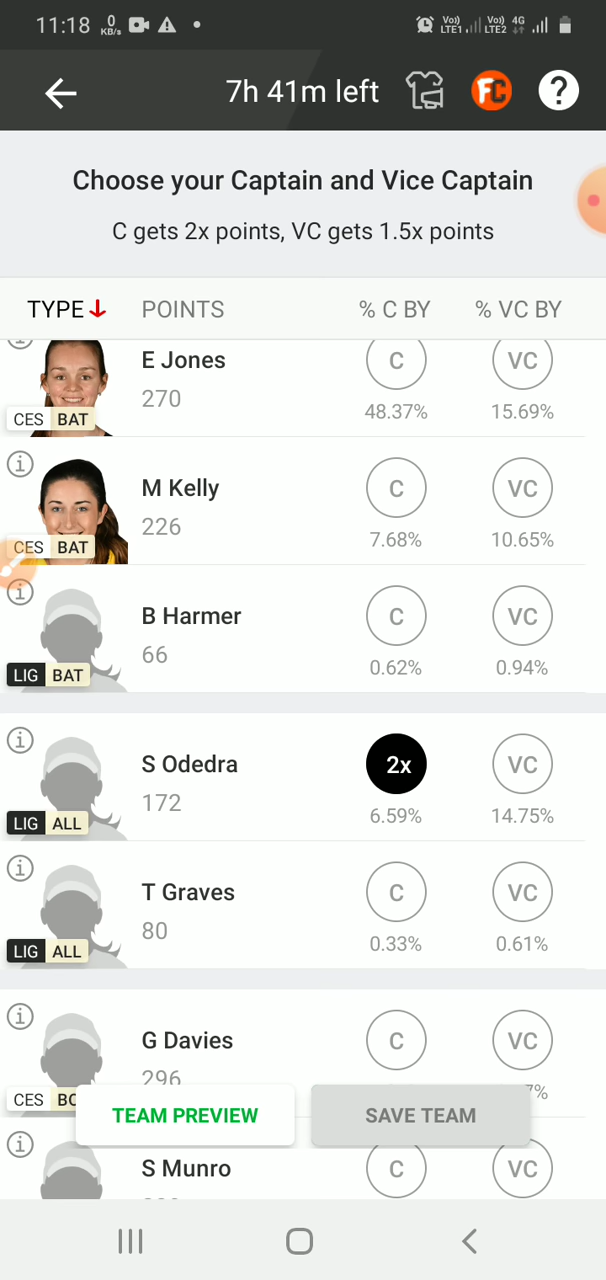 11:18 0 KB/s Vo)) LTE1 Vo)) LTE2 4G
7h 41m left FC ?
Choose your Captain and Vice Captain
C gets 2x points, VC gets 1.5x points
TYPE POINTS % C BY % VC BY
E Jones C VC
270 48.37% 15.69%
CES BAT
M Kelly C VC
226 7.68% 10.65%
CES BAT
B Harmer C VC
66 0.62% 0.94%
LIG BAT
S Odedra 2x VC
172 6.59% 14.75%
LIG ALL
T Graves C VC
80 0.33% 0.61%
LIG ALL
G Davies C VC
296
CES
TEAM PREVIEW SAVE TEAM
S Munro C VC